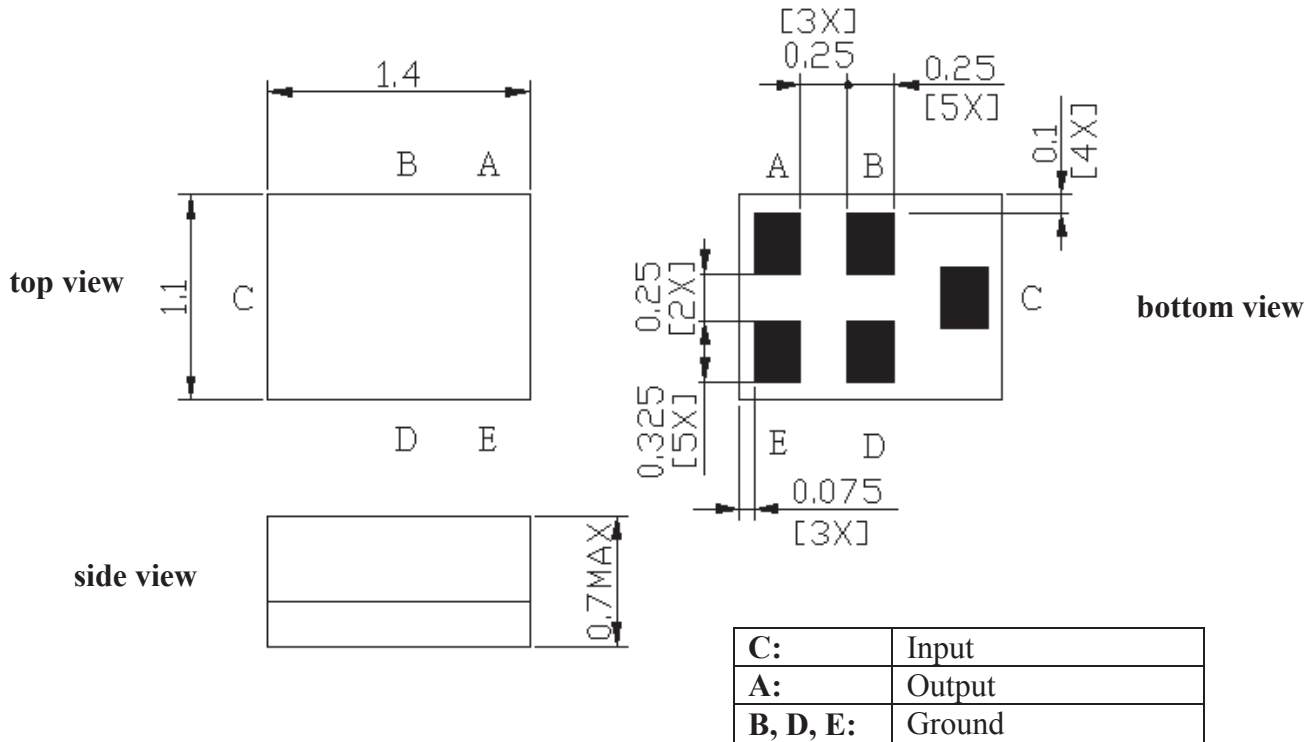 [3X]
0.25
0.25
[5X]
1.4
0.1
[4X]
B A
A B
top view
1.1
C
0.25
[2X]
C
bottom view
0.325
[5X]
D E
E D
0.075
[3X]
side view
0.7MAX
C: Input
A: Output
B, D, E: Ground